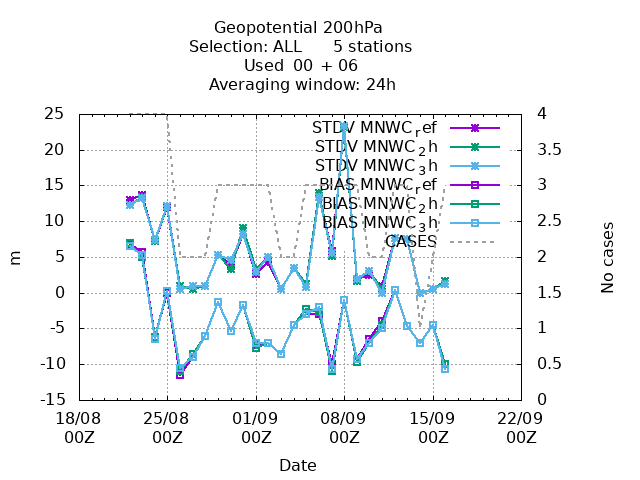 Geopotential 200hPa
Selection: ALL 5 stations
Used 00 + 06
Averaging window: 24h
25 4
20 3.5
15 3
10 2.5
5 2
0 1.5
-5 1
-10 0.5
-15 0
STDV MNWC_ref
STDV MNWC_2h
STDV MNWC_3h
BIAS MNWC_ref
BIAS MNWC_2h
BIAS MNWC_3h
CASES
m
No cases
18/08 25/08 01/09 08/09 15/09 22/09
00Z 00Z 00Z 00Z 00Z 00Z
Date